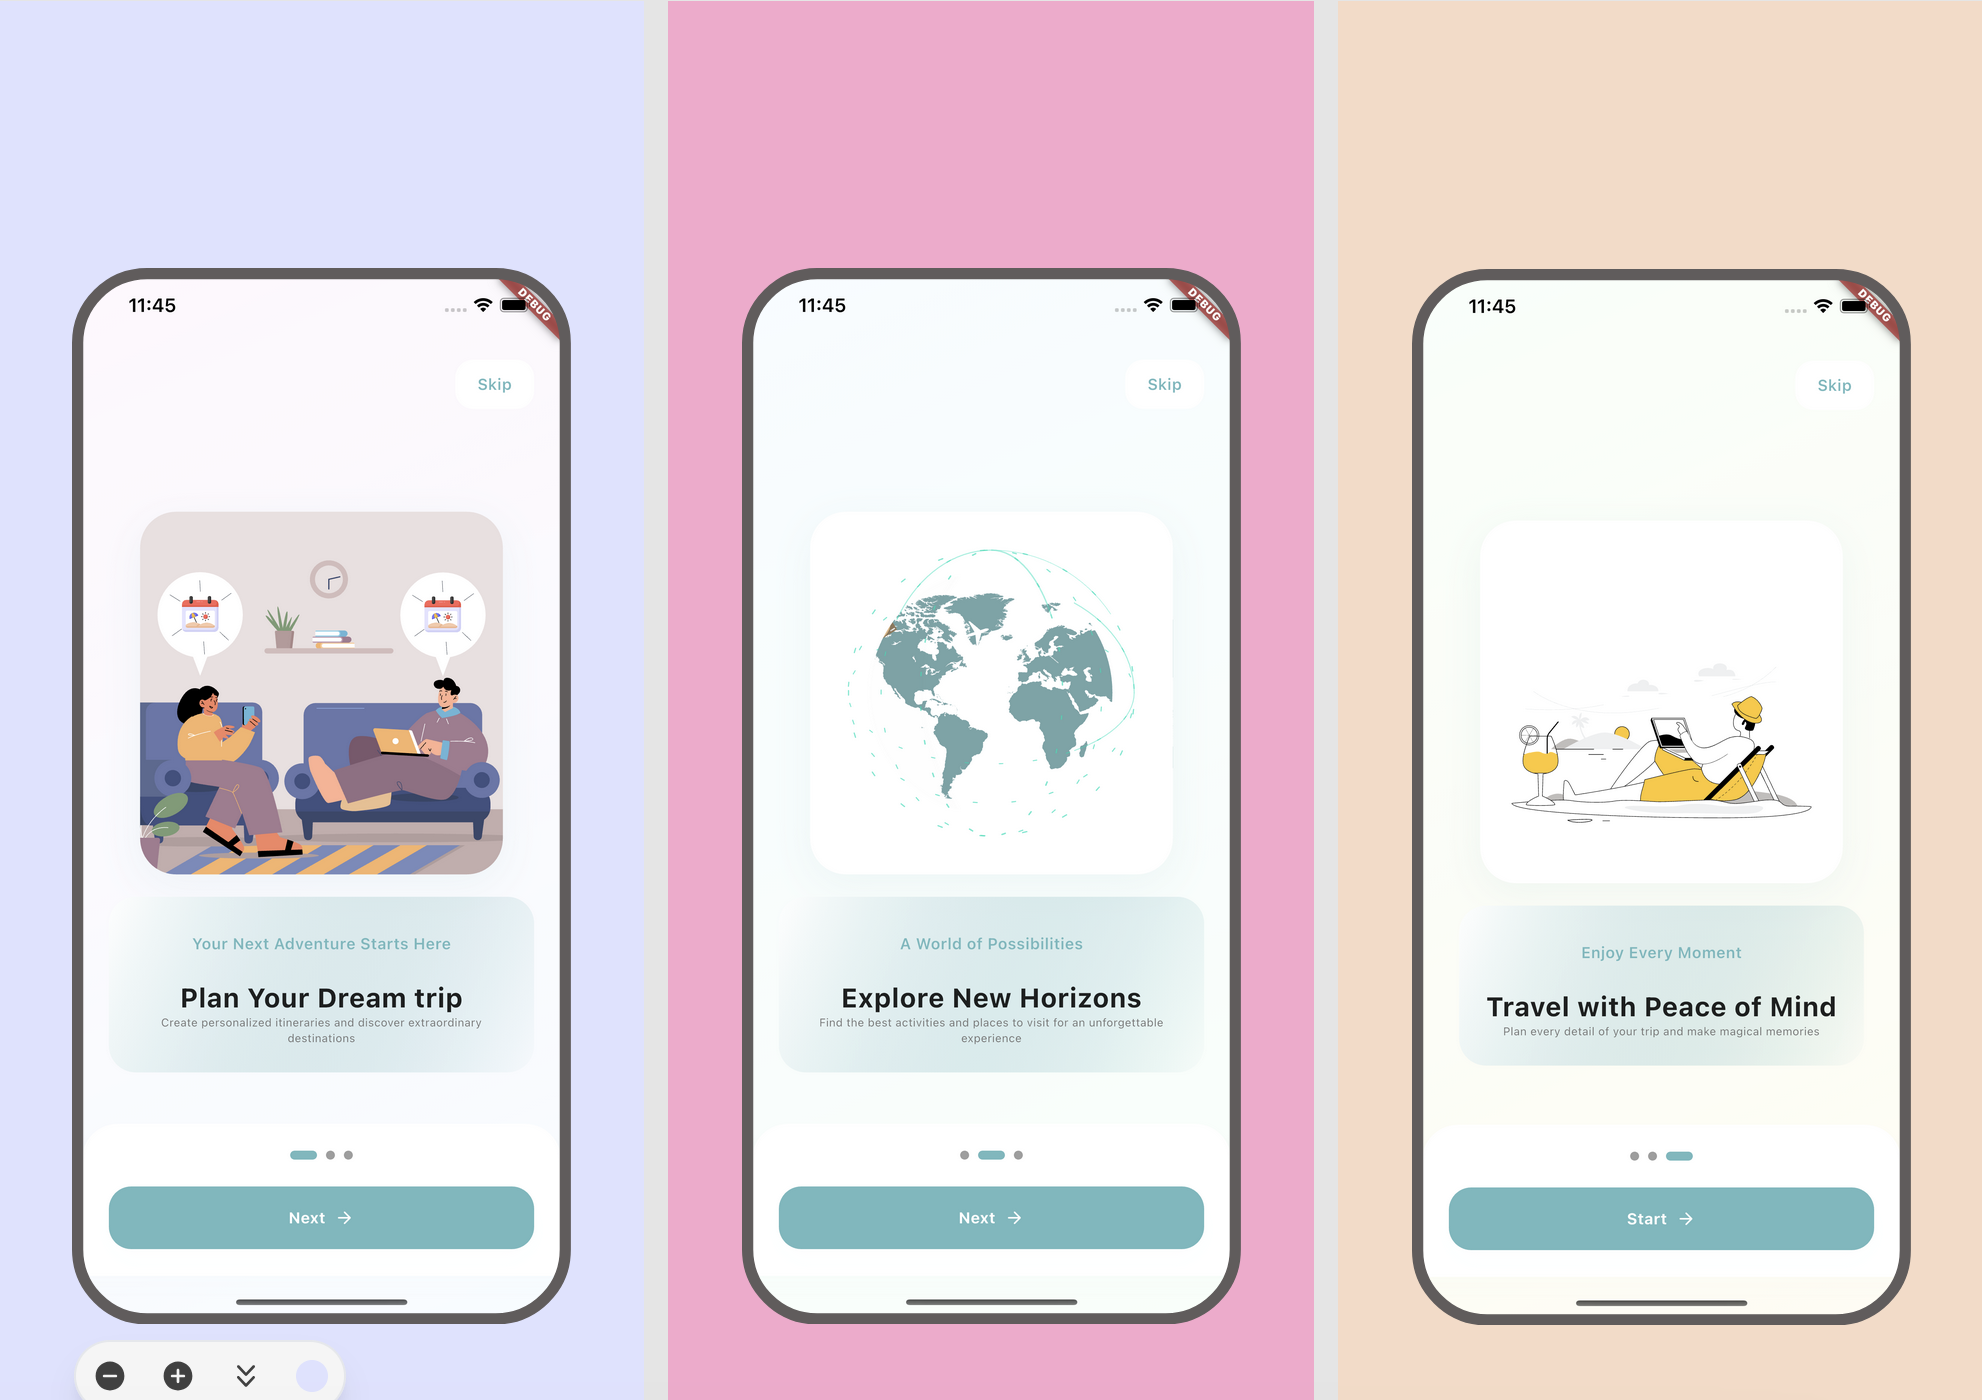 11:45
DEBUG
Skip
Your Next Adventure Starts Here
Plan Your Dream trip
Create personalized itineraries and discover extraordinary
destinations
Next
11:45
DEBUG
Skip
A World of Possibilities
Explore New Horizons
Find the best activities and places to visit for an unforgettable
experience
Next
11:45
DEBUG
Skip
Enjoy Every Moment
Travel with Peace of Mind
Plan every detail of your trip and make magical memories
Start